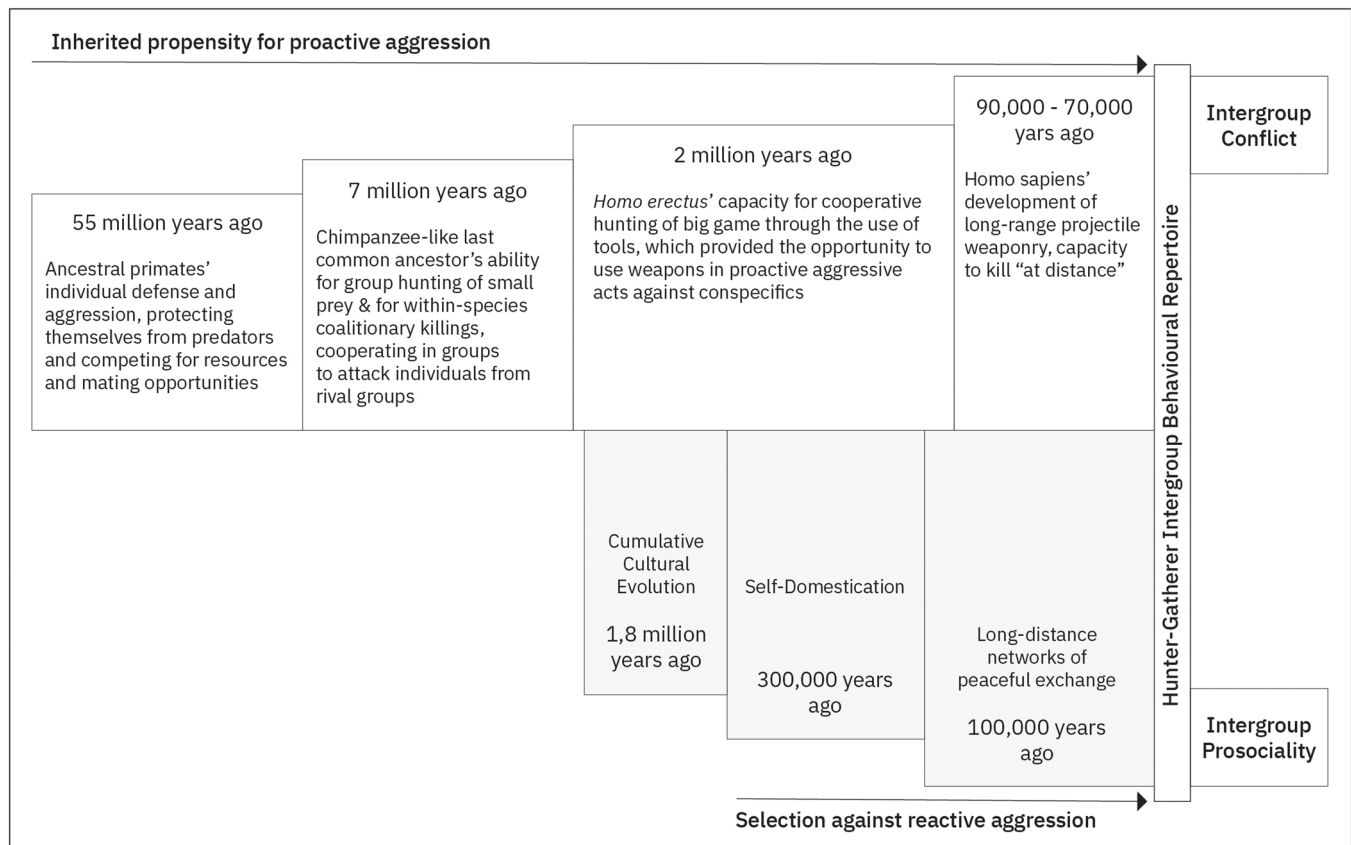 Inherited propensity for proactive aggression
55 million years ago
Ancestral primates’
individual defense and
aggression, protecting
themselves from predators
and competing for resources
and mating opportunities
7 million years ago
Chimpanzee-like last
common ancestor’s ability
for group hunting of small
prey & for within-species
coalitionary killings,
cooperating in groups
to attack individuals from
rival groups
2 million years ago
Homo erectus’ capacity for cooperative
hunting of big game through the use of
tools, which provided the opportunity to
use weapons in proactive aggressive
acts against conspecifics
90,000 - 70,000
yars ago
Homo sapiens’
development of
long-range projectile
weaponry, capacity
to kill “at distance”
Cumulative
Cultural
Evolution
1,8 million
years ago
Self-Domestication
300,000 years
ago
Long-distance
networks of
peaceful exchange
100,000 years
ago
Selection against reactive aggression
Hunter-Gatherer Intergroup Behavioural Repertoire
Intergroup
Conflict
Intergroup
Prosociality